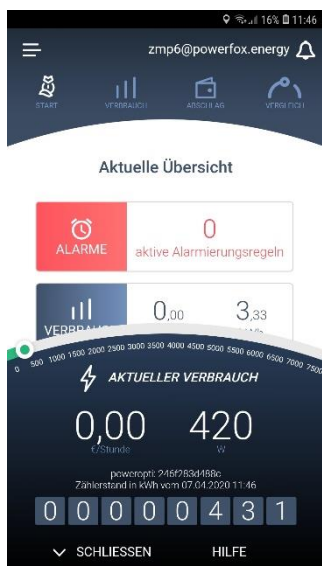 16% 11:46
zmp6@powerfox.energy
START VERBRAUCH ABSCHLAG VERGLEICH
Aktuelle Übersicht
ALARME
0
aktive Alarmierungsregeln
VERBRAUCH
0,00 3,33
0 500 1000 1500 2000 2500 3000 3500 4000 4500 5000 5500 6000 6500 7000 7500
AKTUELLER VERBRAUCH
0,00 420
€/Stunde W
poweropti: 246f283d488c
Zählerstand in kWh vom 07.04.2020 11:46
0 0 0 0 0 4 3 1
SCHLIESSEN HILFE